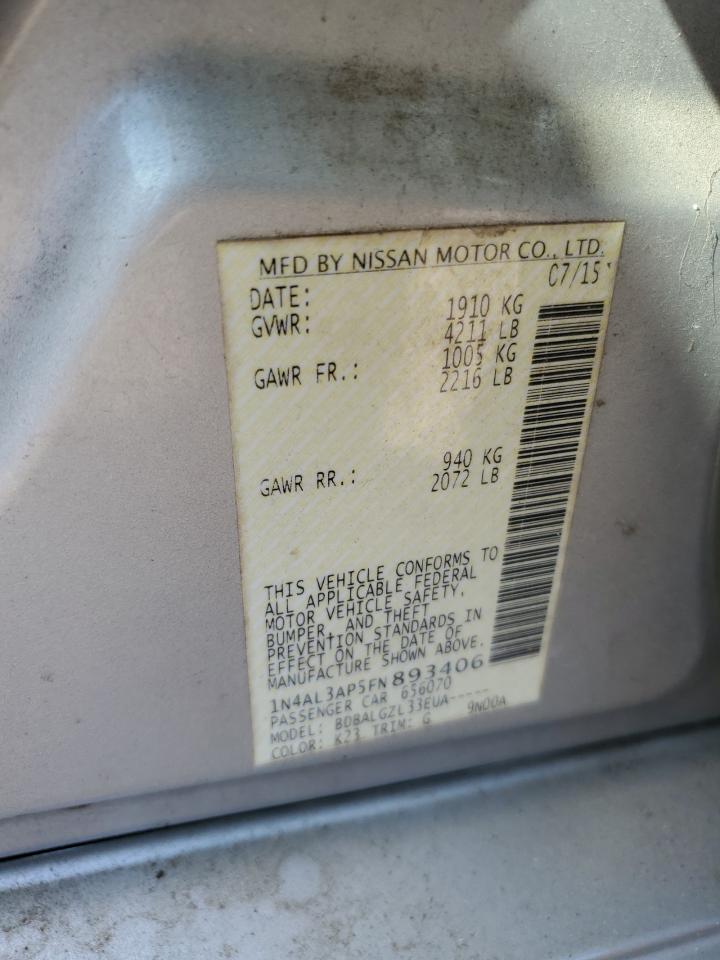 MFD BY NISSAN MOTOR CO., LTD.
DATE: 07/15
GVWR: 1910 KG
4211 LB
GAWR FR.: 1005 KG
2216 LB
GAWR RR.: 940 KG
2072 LB
THIS VEHICLE CONFORMS TO
ALL APPLICABLE FEDERAL
MOTOR VEHICLE SAFETY,
BUMPER, AND THEFT
PREVENTION STANDARDS IN
EFFECT ON THE DATE OF
MANUFACTURE SHOWN ABOVE.
1N4AL3AP5FN893406
PASSENGER CAR 656070
MODEL: BDBALGZL33EUA-----
COLOR: K23 TRIM: G 9N00A